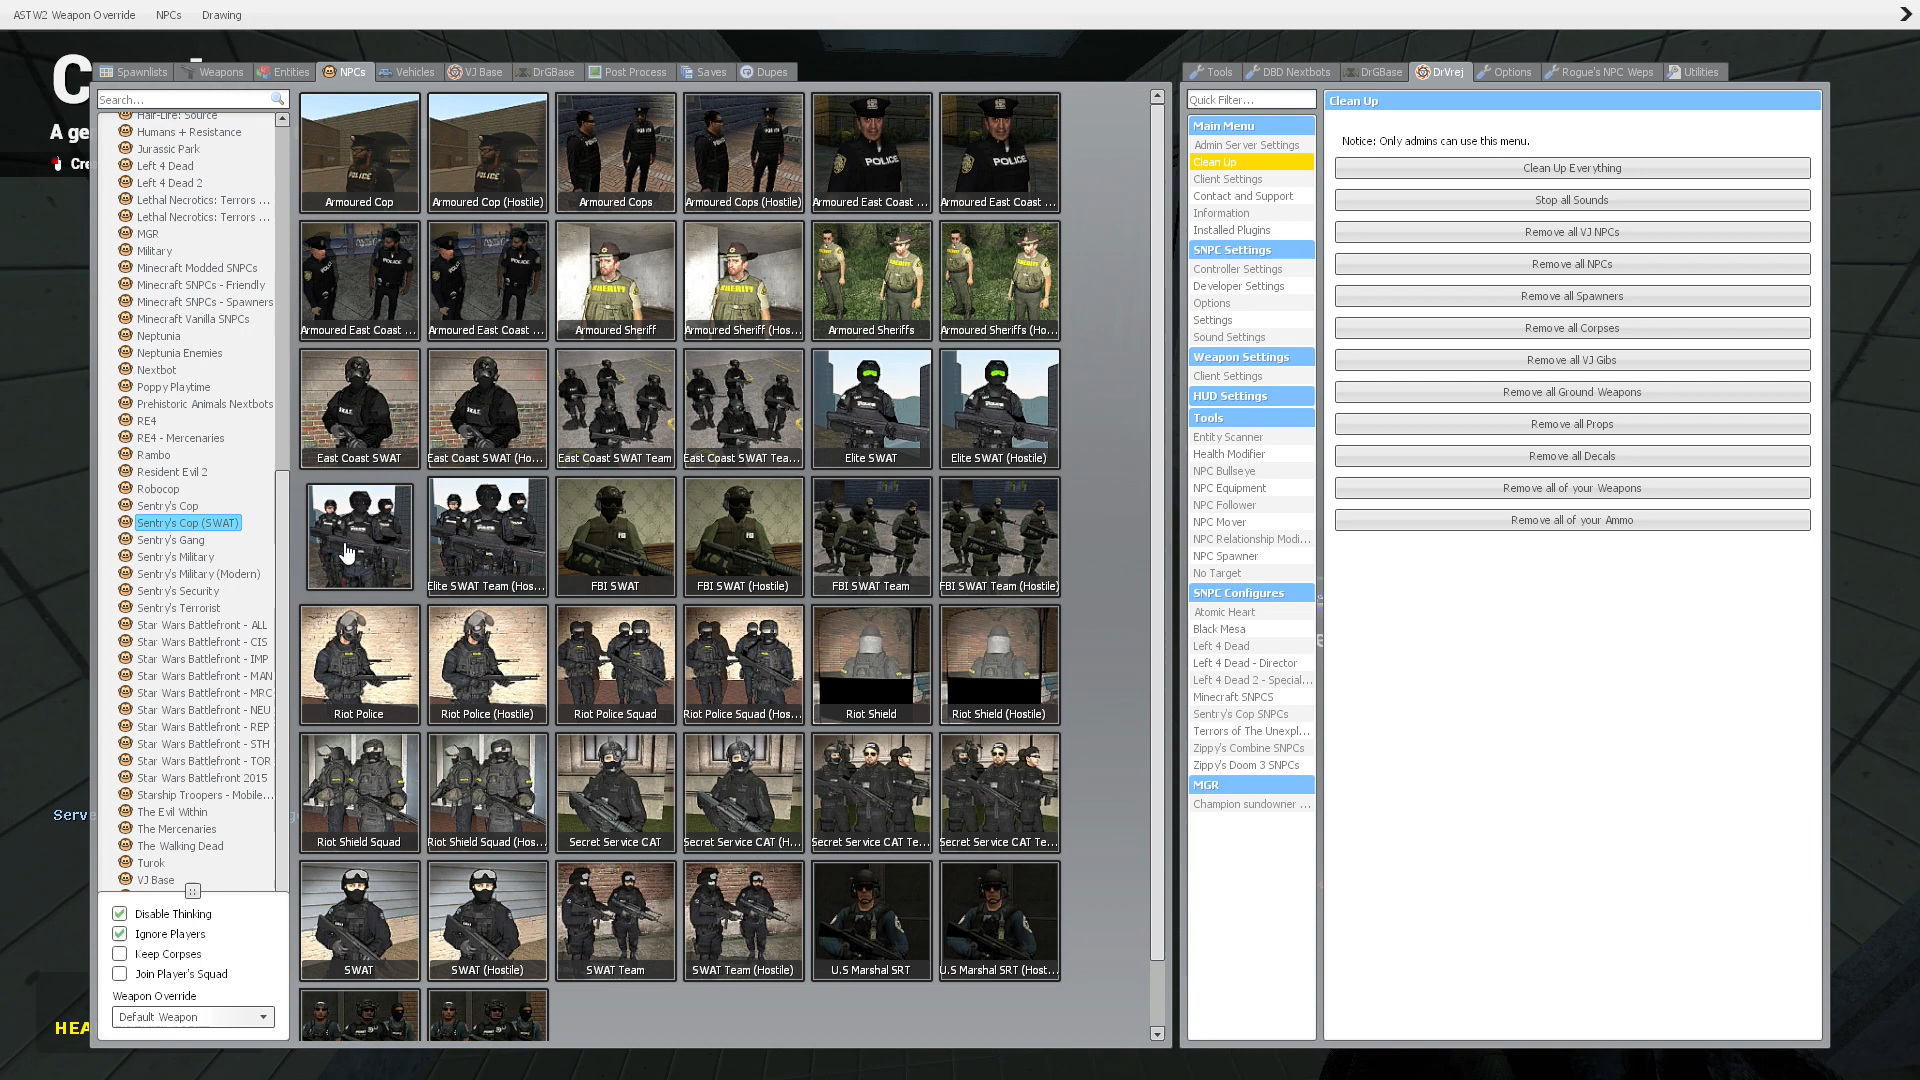 ASTW2 Weapon Override NPCs Drawing
C
A ge
Cre
Serv
HEA
Spawnlists Weapons Entities NPCs Vehicles VJ Base DrGBase Post Process Saves Dupes
Search...
Half-Life: Source
Humans + Resistance
Jurassic Park
Left 4 Dead
Left 4 Dead 2
Lethal Necrotics: Terrors ...
Lethal Necrotics: Terrors ...
MGR
Military
Minecraft Modded SNPCs
Minecraft SNPCs - Friendly
Minecraft SNPCs - Spawners
Minecraft Vanilla SNPCs
Neptunia
Neptunia Enemies
Nextbot
Poppy Playtime
Prehistoric Animals Nextbots
RE4
RE4 - Mercenaries
Rambo
Resident Evil 2
Robocop
Sentry's Cop
Sentry's Cop (SWAT)
Sentry's Gang
Sentry's Military
Sentry's Military (Modern)
Sentry's Security
Sentry's Terrorist
Star Wars Battlefront - ALL
Star Wars Battlefront - CIS
Star Wars Battlefront - IMP
Star Wars Battlefront - MAN
Star Wars Battlefront - MRC
Star Wars Battlefront - NEU
Star Wars Battlefront - REP
Star Wars Battlefront - STH
Star Wars Battlefront - TOR
Star Wars Battlefront 2015
Starship Troopers - Mobile...
The Evil Within
The Mercenaries
The Walking Dead
Turok
VJ Base
Disable Thinking
Ignore Players
Keep Corpses
Join Player's Squad
Weapon Override
Default Weapon
Armoured Cop Armoured Cop (Hostile) Armoured Cops Armoured Cops (Hostile) Armoured East Coast ... Armoured East Coast ...
Armoured East Coast ... Armoured East Coast ... Armoured Sheriff Armoured Sheriff (Hos... Armoured Sheriffs Armoured Sheriffs (Ho...
East Coast SWAT East Coast SWAT (Ho... East Coast SWAT Team East Coast SWAT Tea... Elite SWAT Elite SWAT (Hostile)
Elite SWAT Team (Hos... FBI SWAT FBI SWAT (Hostile) FBI SWAT Team FBI SWAT Team (Hostile)
Riot Police Riot Police (Hostile) Riot Police Squad Riot Police Squad (Hos... Riot Shield Riot Shield (Hostile)
Riot Shield Squad Riot Shield Squad (Hos... Secret Service CAT Secret Service CAT (H... Secret Service CAT Te... Secret Service CAT Te...
SWAT SWAT (Hostile) SWAT Team SWAT Team (Hostile) U.S Marshal SRT U.S Marshal SRT (Host...
Tools DBD Nextbots DrGBase DrVrej Options Rogue's NPC Weps Utilities
Quick Filter...
Main Menu
Admin Server Settings
Clean Up
Client Settings
Contact and Support
Information
Installed Plugins
SNPC Settings
Controller Settings
Developer Settings
Options
Settings
Sound Settings
Weapon Settings
Client Settings
HUD Settings
Tools
Entity Scanner
Health Modifier
NPC Bullseye
NPC Equipment
NPC Follower
NPC Mover
NPC Relationship Modi...
NPC Spawner
No Target
SNPC Configures
Atomic Heart
Black Mesa
Left 4 Dead
Left 4 Dead - Director
Left 4 Dead 2 - Special...
Minecraft SNPCS
Sentry's Cop SNPCs
Terrors of The Unexpl...
Zippy's Combine SNPCs
Zippy's Doom 3 SNPCs
MGR
Champion sundowner ...
Clean Up
Notice: Only admins can use this menu.
Clean Up Everything
Stop all Sounds
Remove all VJ NPCs
Remove all NPCs
Remove all Spawners
Remove all Corpses
Remove all VJ Gibs
Remove all Ground Weapons
Remove all Props
Remove all Decals
Remove all of your Weapons
Remove all of your Ammo